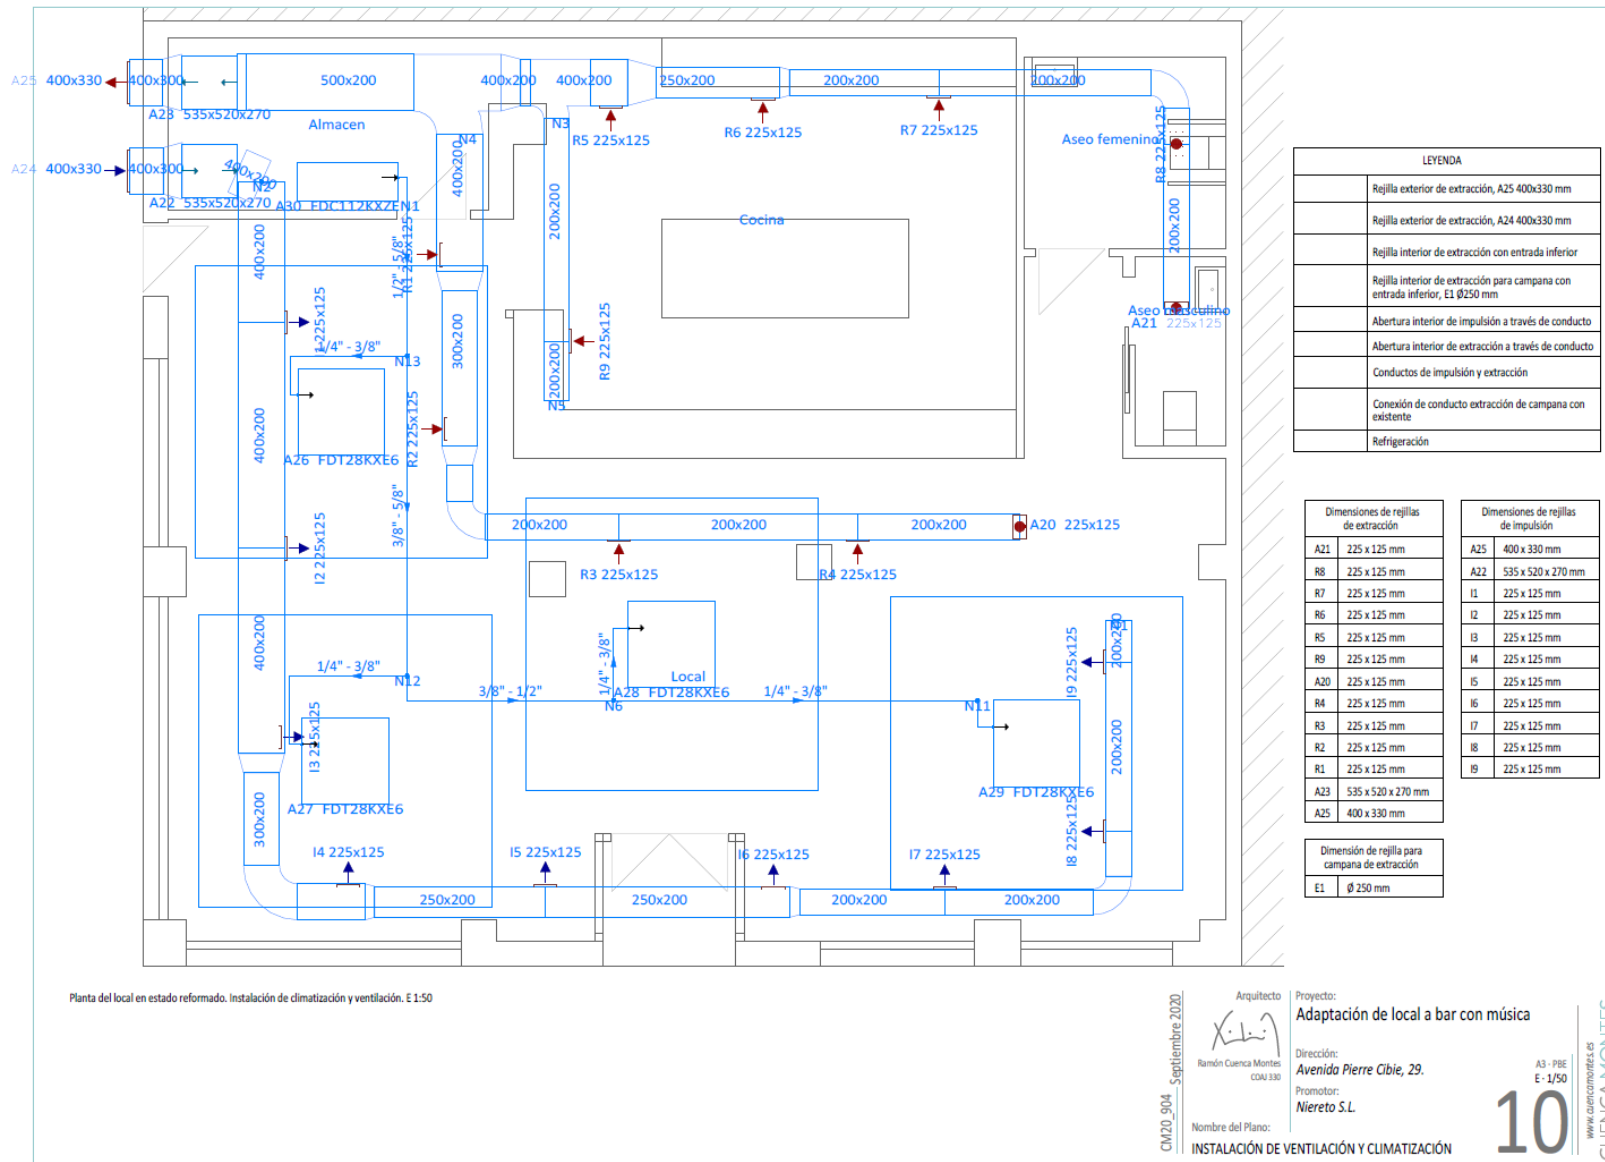 A25 400x330
400x300
500x200
400x200
400x200
250x200
200x200
200x200
A23 535x520x270
Almacen
N4
N3
R5 225x125
R6 225x125
R7 225x125
Aseo femenino
R8 225x125
A24 400x330
400x300
400x200
N2
A22 535x520x270
A30 FDC112KXZEN1
400x200
400x200
200x200
Cocina
200x200
1/2" - 5/8"
R1 225x125
I1 225x125
1/4" - 3/8"
N13
300x200
R9 225x125
200x200
N5
Aseo masculino
A21 225x125
400x200
R2 225x125
A26 FDT28KXE6
3/8" - 5/8"
I2 225x125
200x200
200x200
200x200
A20 225x125
R3 225x125
R4 225x125
400x200
1/4" - 3/8"
N12
3/8" - 1/2"
1/4" - 3/8"
Local
A28 FDT28KXE6
N6
1/4" - 3/8"
N11
I9 225x125
200x200
I3 225x125
200x200
A27 FDT28KXE6
A29 FDT28KXE6
300x200
I8 225x125
I4 225x125
I5 225x125
I6 225x125
I7 225x125
250x200
250x200
200x200
200x200
LEYENDA
Rejilla exterior de extracción, A25 400x330 mm
Rejilla exterior de extracción, A24 400x330 mm
Rejilla interior de extracción con entrada inferior
Rejilla interior de extracción para campana con
entrada inferior, E1 Ø250 mm
Abertura interior de impulsión a través de conducto
Abertura interior de extracción a través de conducto
Conductos de impulsión y extracción
Conexión de conducto extracción de campana con
existente
Refrigeración
Dimensiones de rejillas
de extracción
A21 225 x 125 mm
R8 225 x 125 mm
R7 225 x 125 mm
R6 225 x 125 mm
R5 225 x 125 mm
R9 225 x 125 mm
A20 225 x 125 mm
R4 225 x 125 mm
R3 225 x 125 mm
R2 225 x 125 mm
R1 225 x 125 mm
A23 535 x 520 x 270 mm
A25 400 x 330 mm
Dimensiones de rejillas
de impulsión
A25 400 x 330 mm
A22 535 x 520 x 270 mm
I1 225 x 125 mm
I2 225 x 125 mm
I3 225 x 125 mm
I4 225 x 125 mm
I5 225 x 125 mm
I6 225 x 125 mm
I7 225 x 125 mm
I8 225 x 125 mm
I9 225 x 125 mm
Dimensión de rejilla para
campana de extracción
E1 Ø 250 mm
Planta del local en estado reformado. Instalación de climatización y ventilación. E 1:50
CM20_904 Septiembre 2020
Arquitecto
Ramón Cuenca Montes
COAJ 330
Proyecto:
Adaptación de local a bar con música
Dirección:
Avenida Pierre Cibie, 29.
Promotor:
Niereto S.L.
Nombre del Plano:
INSTALACIÓN DE VENTILACIÓN Y CLIMATIZACIÓN
A3 - PBE
E - 1/50
10
www.cuencamontes.es
CUENCA MONTES